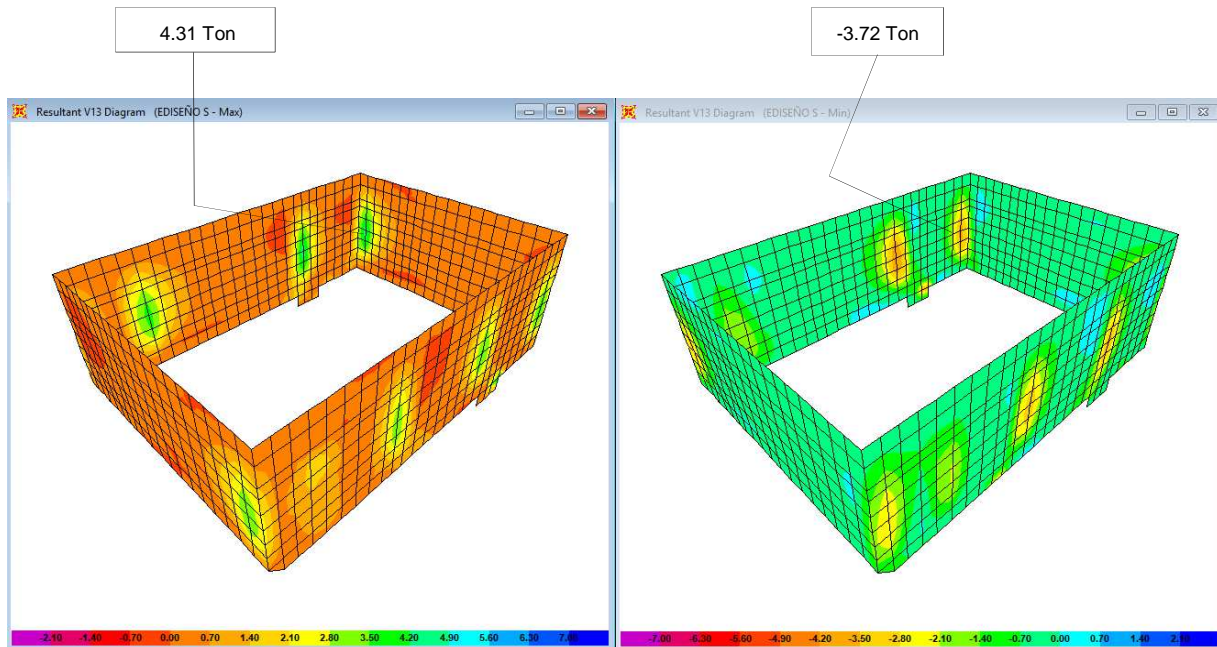 4.31 Ton
-3.72 Ton
Resultant V13 Diagram (EDISEÑO S - Max)
Resultant V13 Diagram (EDISEÑO S - Min)
-2.10 -1.40 -0.70 0.00 0.70 1.40 2.10 2.80 3.50 4.20 4.90 5.60 6.30 7.00
-7.00 -6.30 -5.60 -4.90 -4.20 -3.50 -2.80 -2.10 -1.40 -0.70 0.00 0.70 1.40 2.10